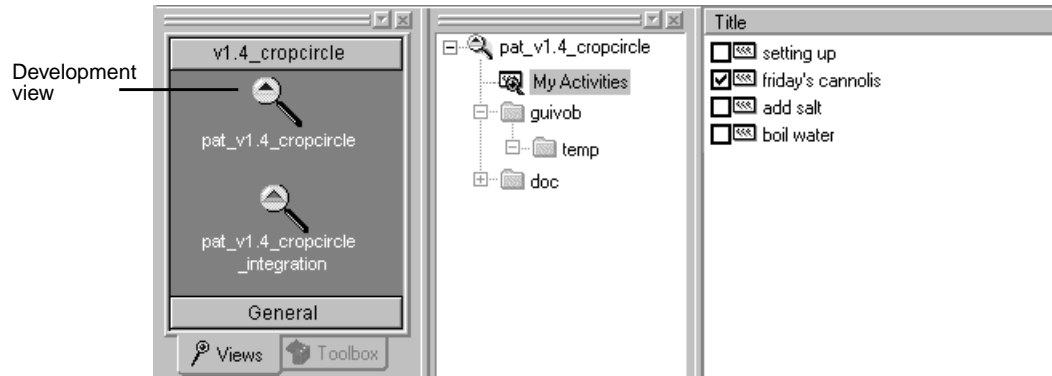 Development
view
v1.4_cropcircle
pat_v1.4_cropcircle
pat_v1.4_cropcircle
_integration
General
Views
Toolbox
pat_v1.4_cropcircle
My Activities
guivob
temp
doc
Title
setting up
friday's cannolis
add salt
boil water